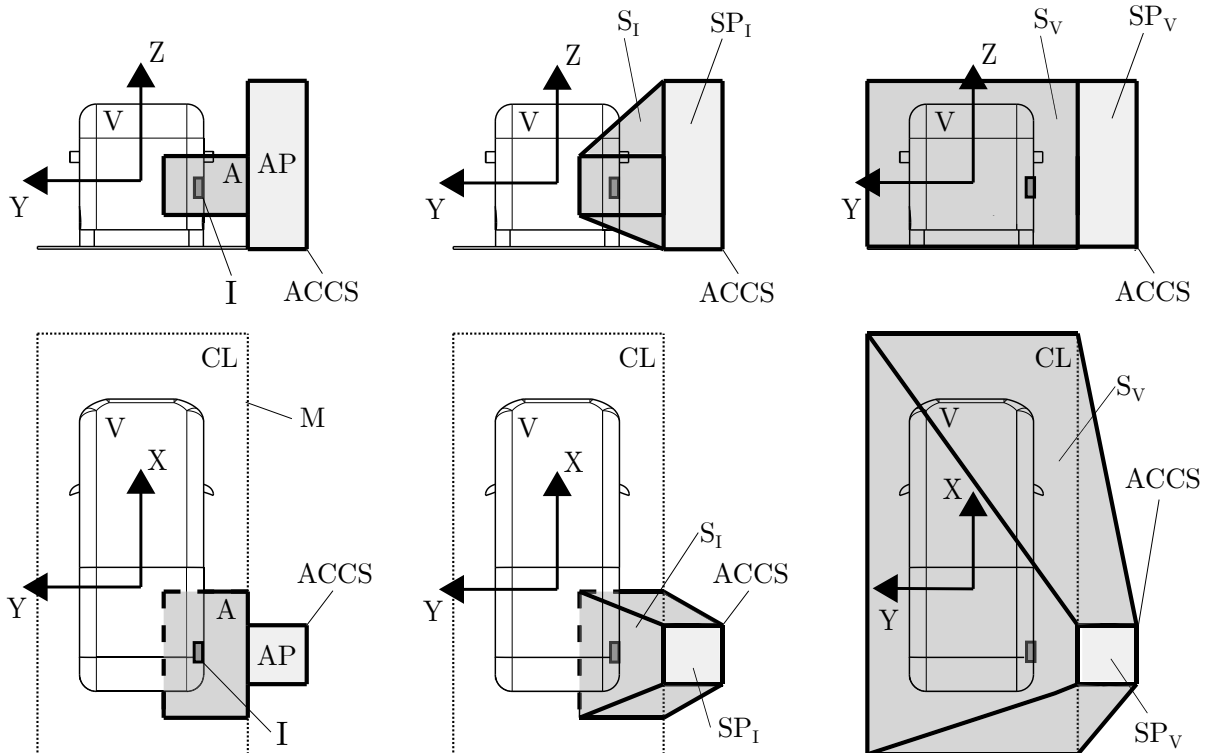 Z
V
A
AP
Y
I
ACCS
S_I
SP_I
Z
V
Y
ACCS
S_V
SP_V
Z
V
Y
ACCS
CL
M
V
X
ACCS
A
AP
Y
I
CL
V
X
S_I
ACCS
Y
SP_I
CL
S_V
V
X
ACCS
Y
SP_V